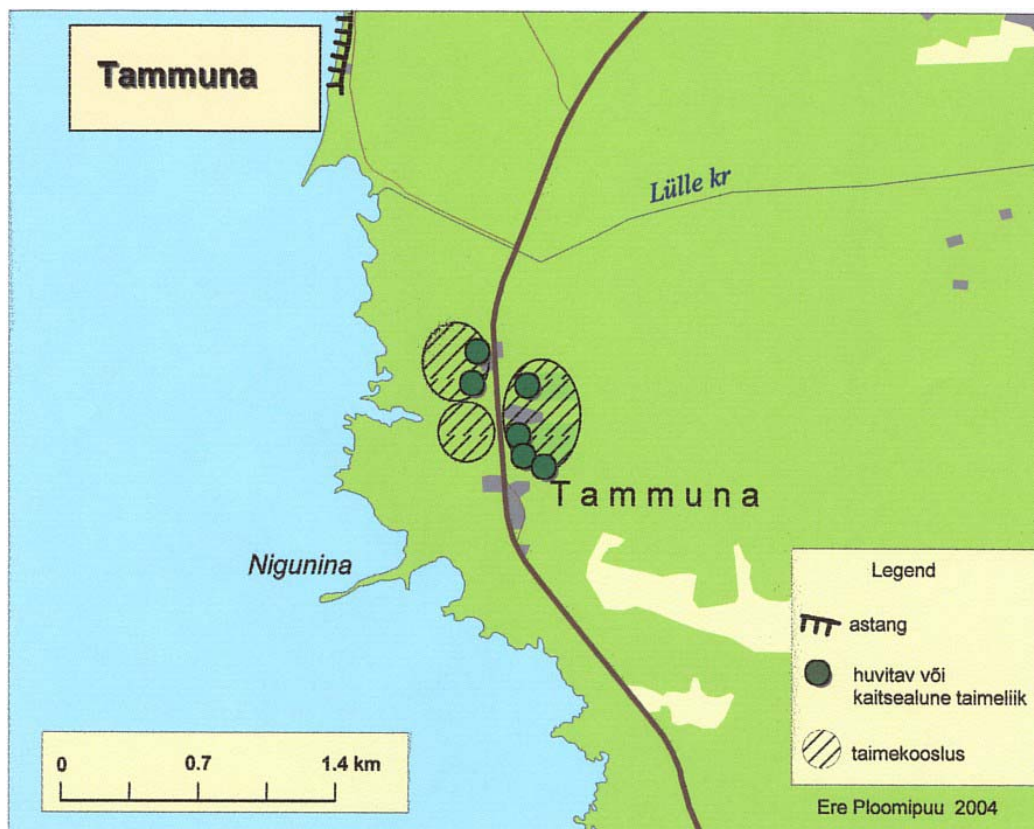 Tammuna
Lülle kr
Tammuna
Nigunina
Legend
astang
huvitav või
kaitsealune taimeliik
taimekooslus
0 0.7 1.4 km
Ere Ploomipuu 2004